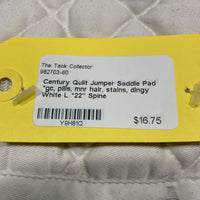 The Tack Collector
962703-60
Century Quilt Jumper Saddle Pad
*gc, pills, mnr hair, stains, dingy
White L *22" Spine
Y9H81Q
$16.75